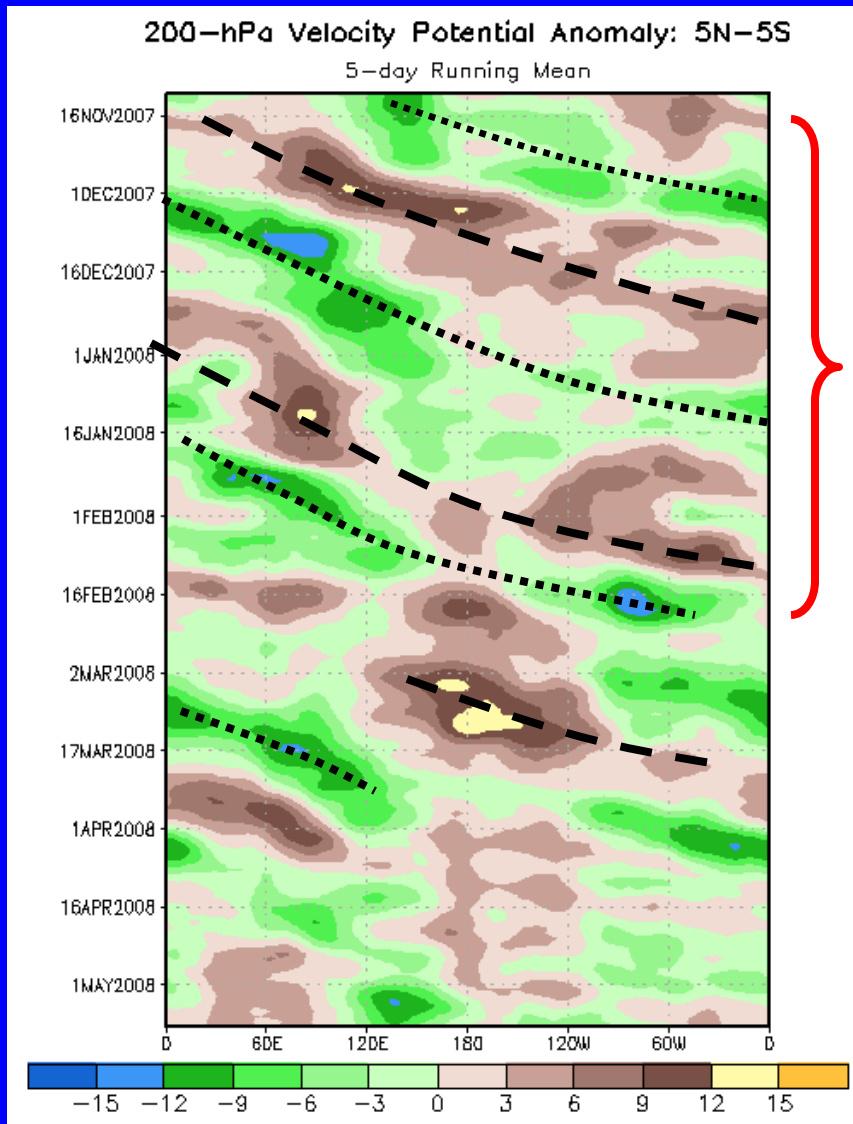 200-hPa Velocity Potential Anomaly: 5N-5S
5-day Running Mean
16NOV2007
1DEC2007
16DEC2007
1JAN2008
16JAN2008
1FEB2008
16FEB2008
2MAR2008
17MAR2008
1APR2008
16APR2008
1MAY2008
0 60E 120E 180 120W 60W 0
-15 -12 -9 -6 -3 0 3 6 9 12 15